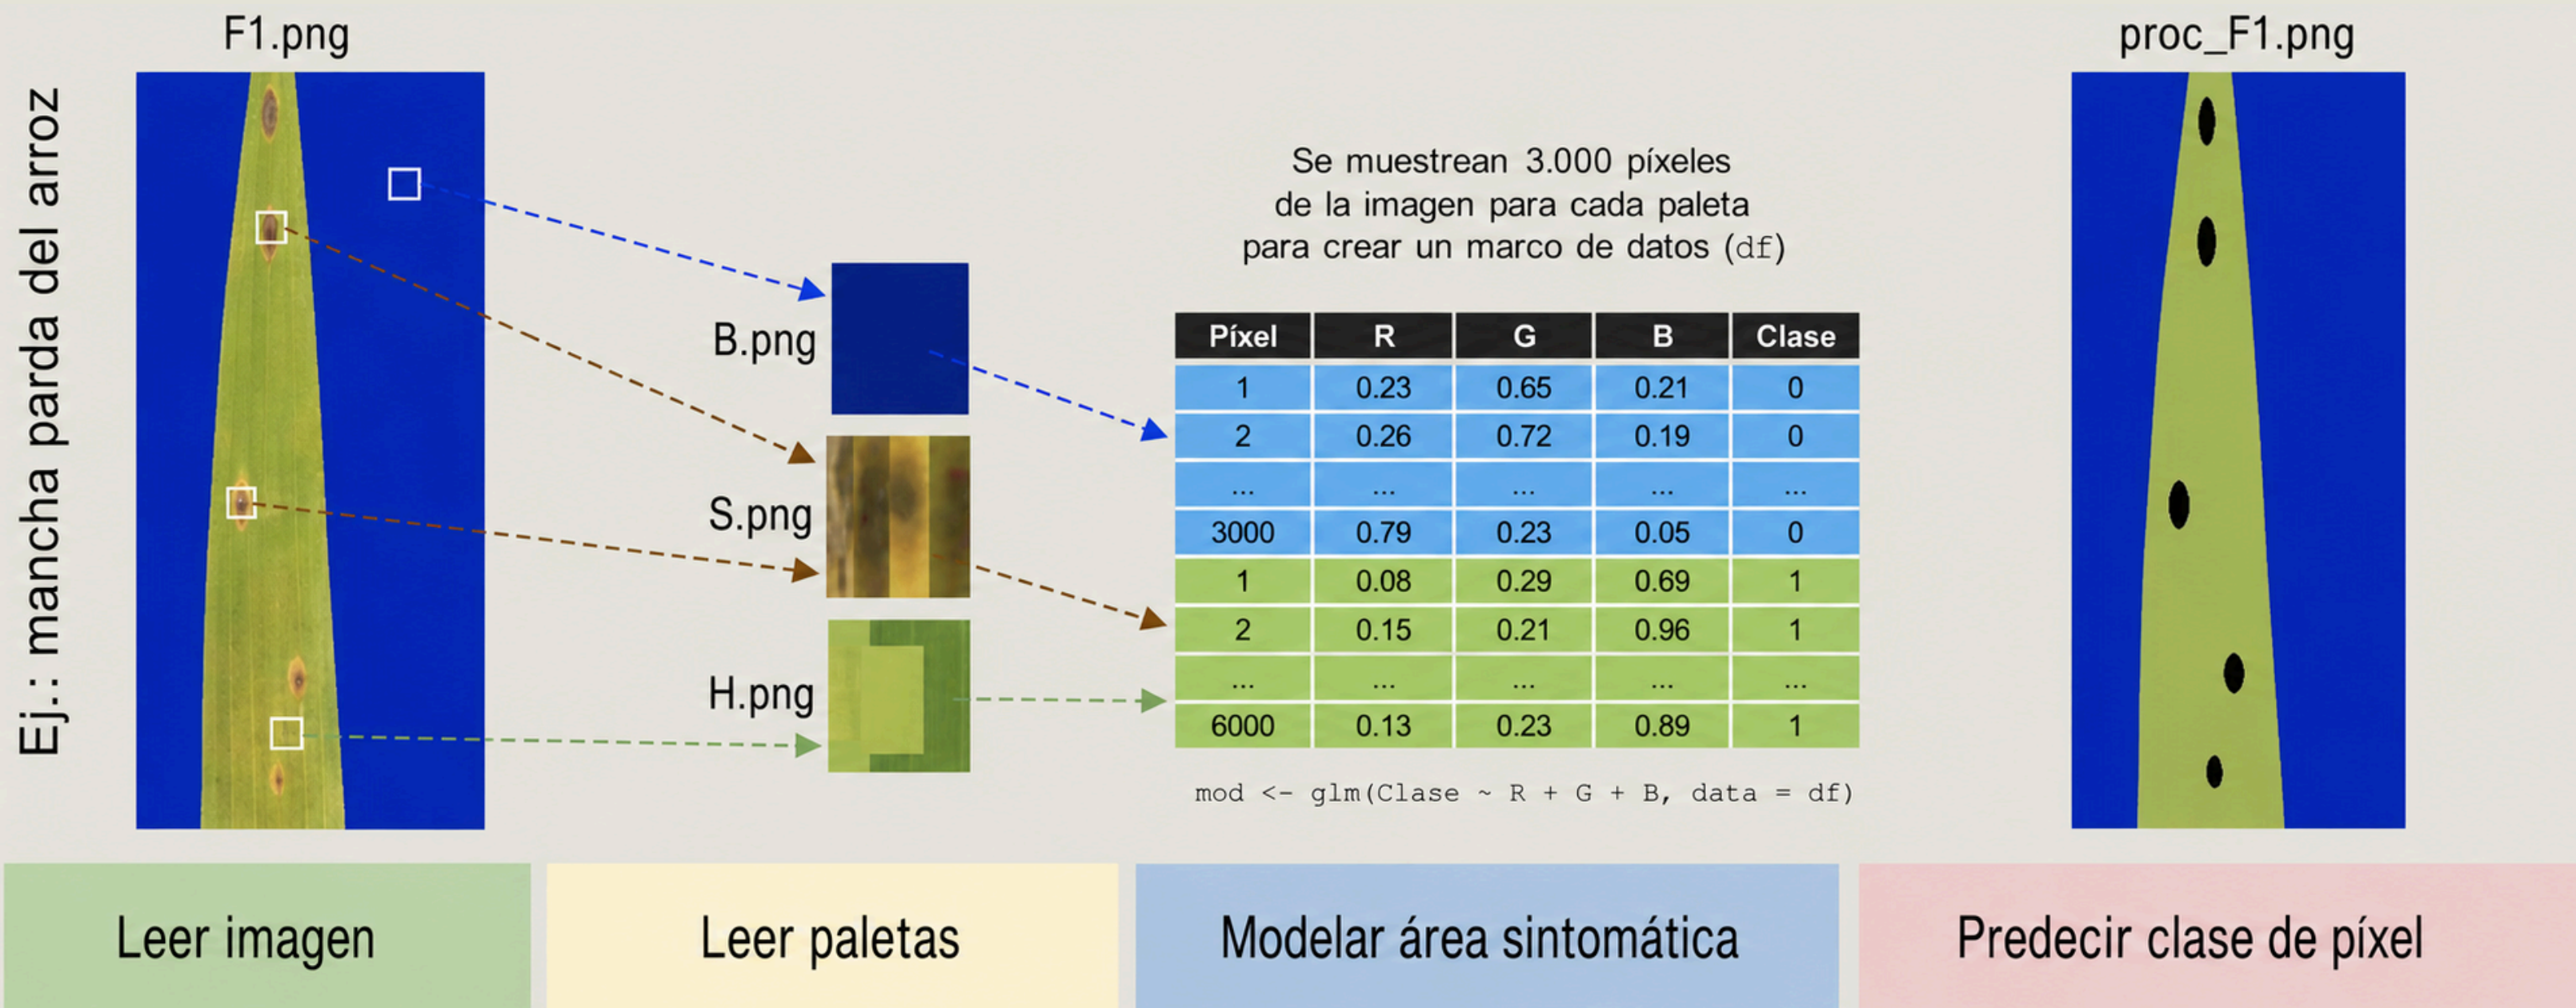 F1.png
proc_F1.png
Ej.: mancha parda del arroz
Se muestrean 3.000 píxeles
de la imagen para cada paleta
para crear un marco de datos (df)
B.png
S.png
H.png
Píxel R G B Clase
1 0.23 0.65 0.21 0
2 0.26 0.72 0.19 0
... ... ... ... ...
3000 0.79 0.23 0.05 0
1 0.08 0.29 0.69 1
2 0.15 0.21 0.96 1
... ... ... ... ...
6000 0.13 0.23 0.89 1
mod <- glm(Clase ~ R + G + B, data = df)
Leer imagen
Leer paletas
Modelar área sintomática
Predecir clase de píxel